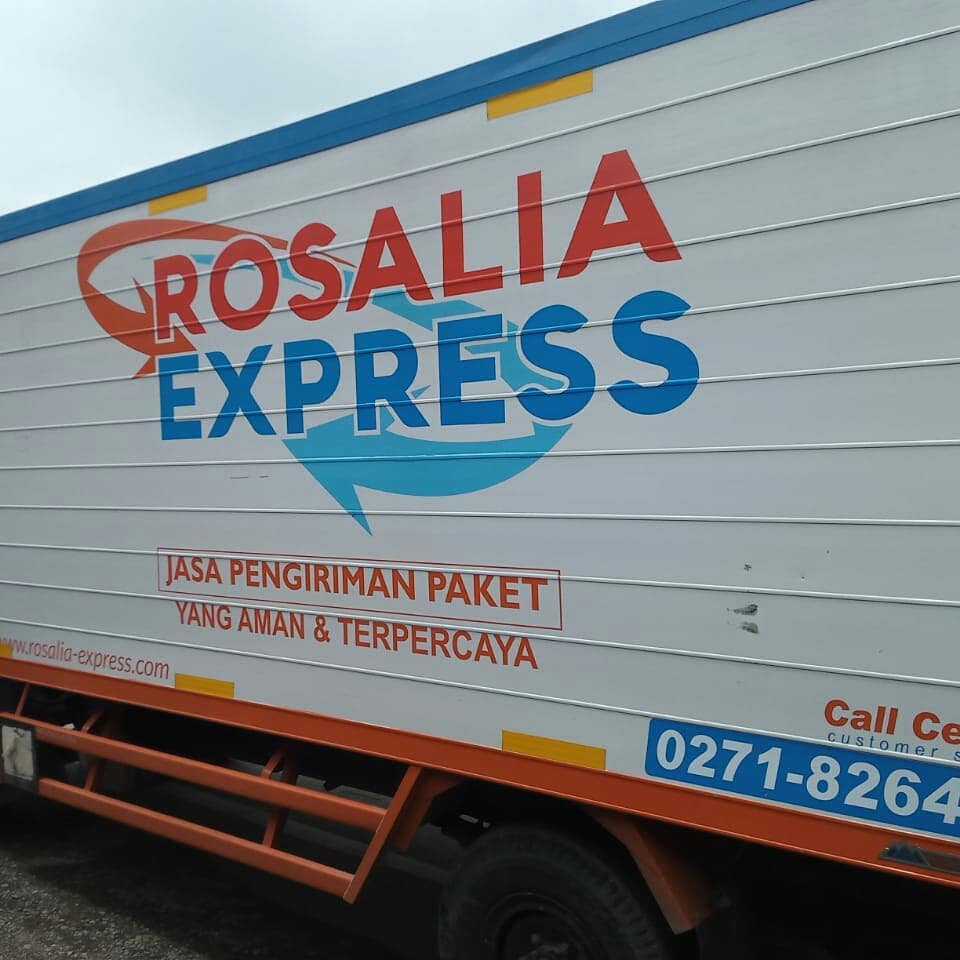 ROSALIA
EXPRESS
JASA PENGIRIMAN PAKET
YANG AMAN & TERPERCAYA
www.rosalia-express.com
Call Ce
customer s
0271-8264